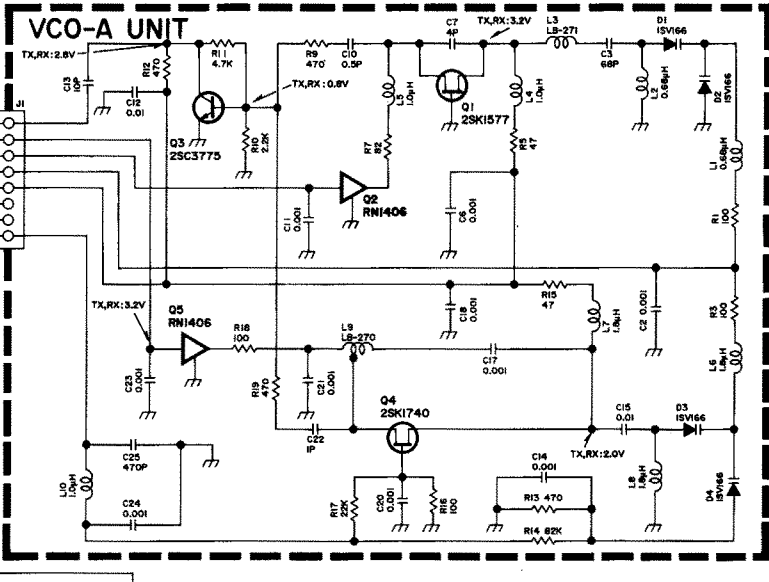 VCO-A UNIT
TX,RX:2.8V
R12
470
R11
4.7K
R9
470
C10
0.5P
C7
4P
TX,RX:3.2V
L3
LB-271
C3
68P
D1
1SV166
C13
10P
C12
0.01
TX,RX:0.8V
L5
1.0μH
Q1
2SK1577
L4
1.0μH
L2
0.68μH
D2
1SV166
J1
Q3
2SC3775
R10
2.2K
R7
82
R5
47
L1
0.68μH
Q2
RN1406
C11
0.001
C6
0.001
R1
100
TX,RX:3.2V
Q5
RN1406
C18
0.001
R15
47
L7
1.8μH
C2 0.001
R3
100
R18
100
L9
LB-270
C17
0.001
L6
1.8μH
C23
0.001
R19
470
C21
0.001
Q4
2SK1740
C22
1P
C15
0.01
D3
1SV166
TX,RX:2.0V
C25
470P
L10
1.0μH
C24
0.001
R17
22K
C20
0.001
R16
100
C14
0.001
R13 470
R14 82K
L8
1.8μH
D4
1SV166